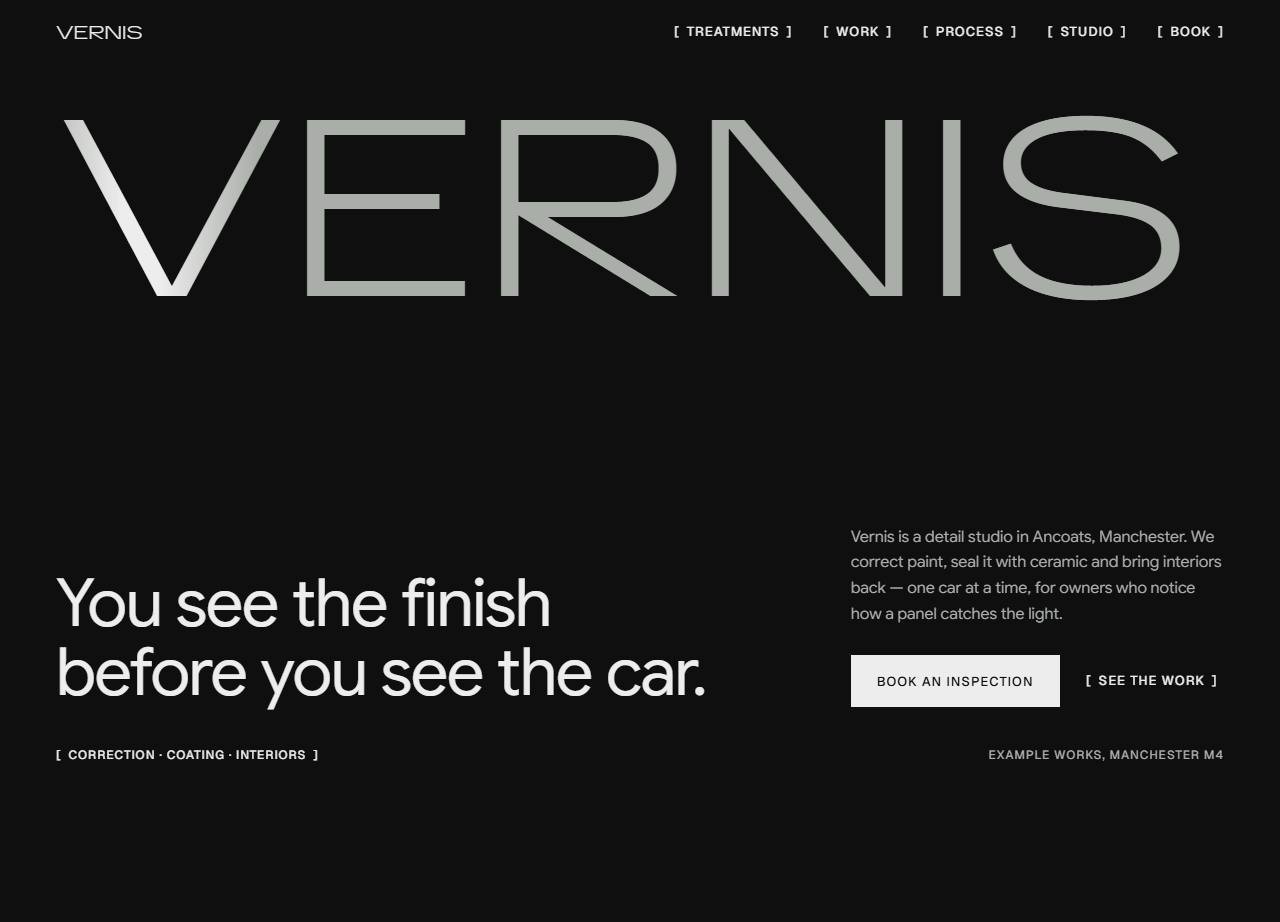 VERNIS
[ TREATMENTS ] [ WORK ] [ PROCESS ] [ STUDIO ] [ BOOK ]
VERNIS
Vernis is a detail studio in Ancoats, Manchester. We
correct paint, seal it with ceramic and bring interiors
back — one car at a time, for owners who notice
how a panel catches the light.
You see the finish
before you see the car.
BOOK AN INSPECTION
[ SEE THE WORK ]
[ CORRECTION · COATING · INTERIORS ]
EXAMPLE WORKS, MANCHESTER M4